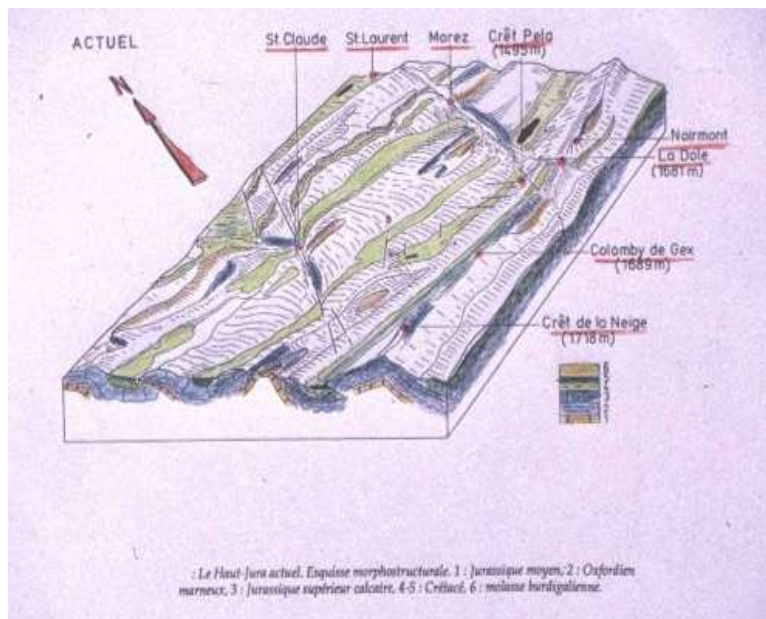 ACTUEL
St.Claude St.Laurent Morez Crêt Pela
(1495m)
N
Noirmont
La Dole
(1681 m)
Colomby de Gex
(1689m)
Crêt de la Neige
(1718m)
: Le Haut-Jura actuel. Esquisse morphostructurale. 1 : Jurassique moyen, 2 : Oxfordien
marneux, 3 : Jurassique supérieur calcaire, 4-5 : Crétacé, 6 : molasse burdigalienne.